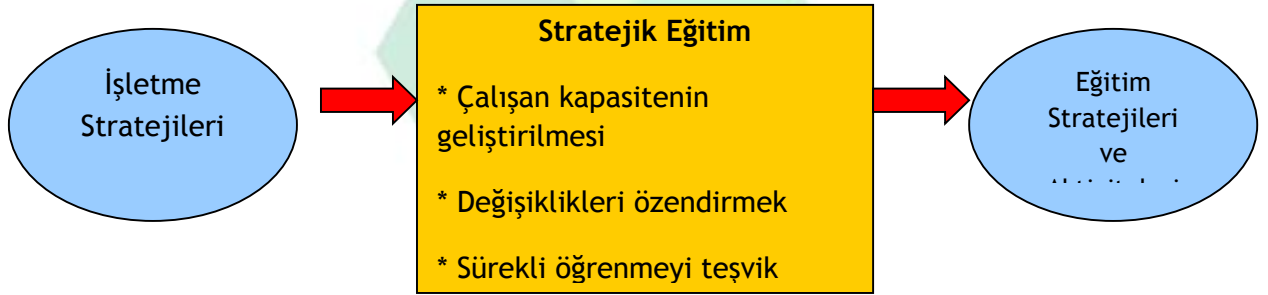 İşletme
Stratejileri
Stratejik Eğitim
* Çalışan kapasitenin
geliştirilmesi
* Değişiklikleri özendirmek
* Sürekli öğrenmeyi teşvik
Eğitim
Stratejileri
ve